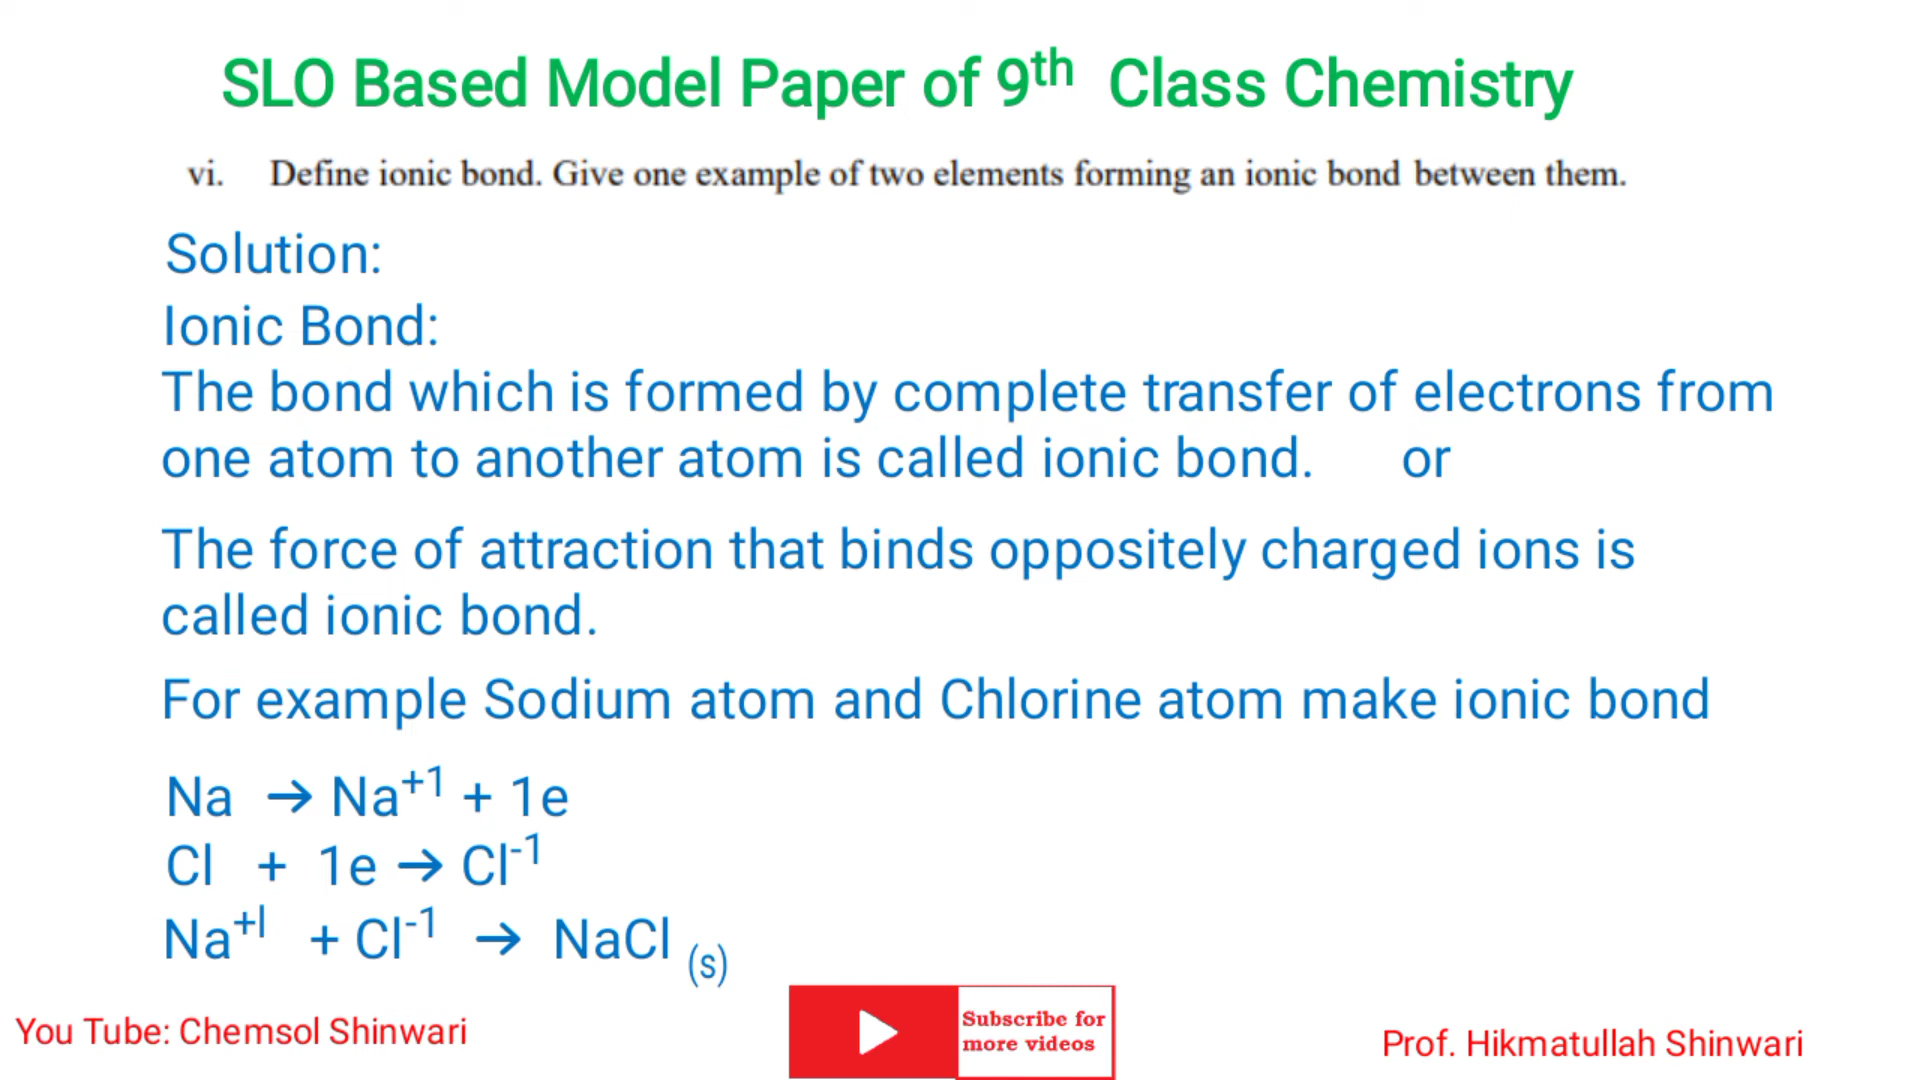 SLO Based Model Paper of 9th Class Chemistry
vi. Define ionic bond. Give one example of two elements forming an ionic bond between them.
Solution:
Ionic Bond:
The bond which is formed by complete transfer of electrons from
one atom to another atom is called ionic bond. or
The force of attraction that binds oppositely charged ions is
called ionic bond.
For example Sodium atom and Chlorine atom make ionic bond
Na → Na⁺¹ + 1e
Cl + 1e → Cl⁻¹
Na⁺ˡ + Cl⁻¹ → NaCl (s)
You Tube: Chemsol Shinwari
Subscribe for
more videos
Prof. Hikmatullah Shinwari